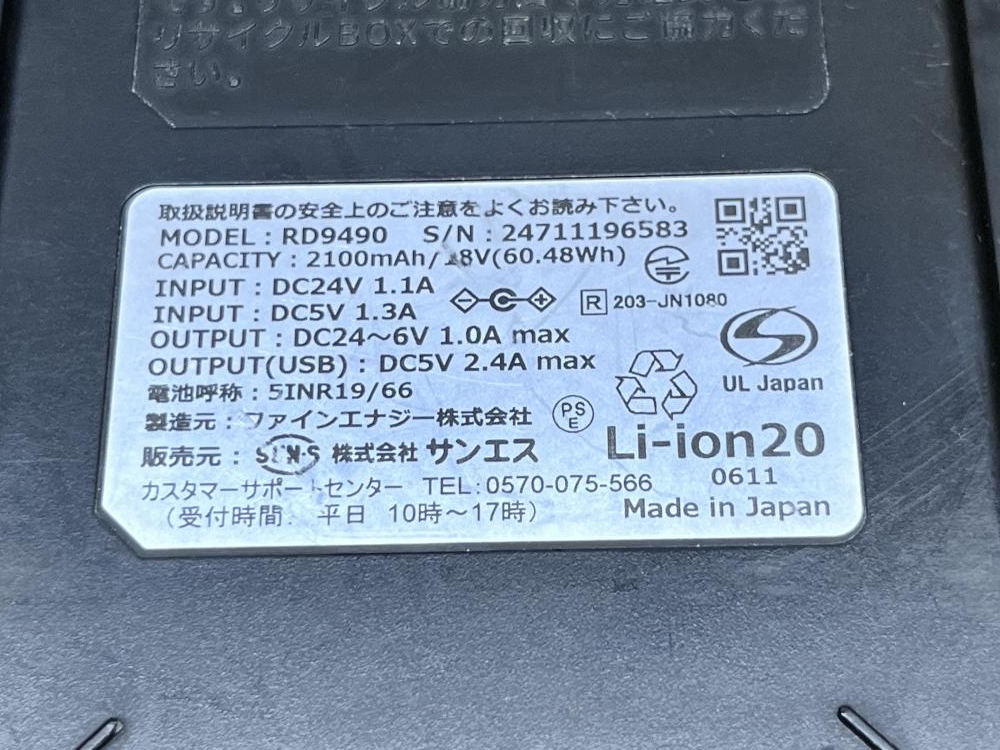 リサイクルBOXでの回収にご協力くだ
さい。
取扱説明書の安全上のご注意をよくお読み下さい。
MODEL : RD9490 S/N : 24711196583
CAPACITY : 2100mAh/ 8V(60.48Wh)
INPUT : DC24V 1.1A
INPUT : DC5V 1.3A
R 203-JN1080
OUTPUT : DC24～6V 1.0A max
OUTPUT(USB) : DC5V 2.4A max
UL Japan
電池呼称 : 5INR19/66
製造元 : ファインエナジー株式会社
PS
E
販売元 : SUN・S 株式会社 サンエス
Li-ion20
0611
カスタマーサポートセンター TEL:0570-075-566
(受付時間: 平日 10時～17時)
Made in Japan